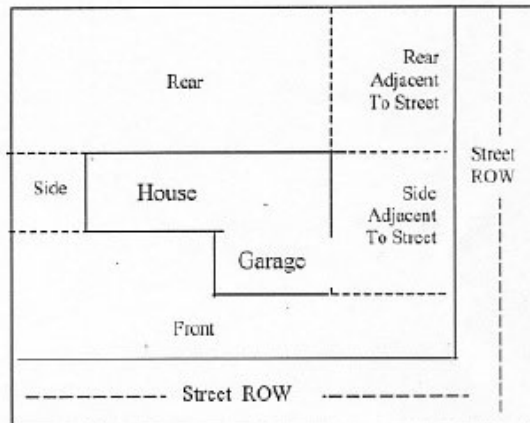 Rear
Rear
Adjacent
To Street
Street
ROW
Side
House
Side
Adjacent
To Street
Garage
Front
Street ROW